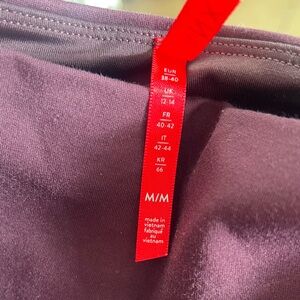 EUR
38-40
UK
12-14
FR
40-42
IT
42-44
KR
66
M/M
made in
vietnam
fabriqué
au
vietnam